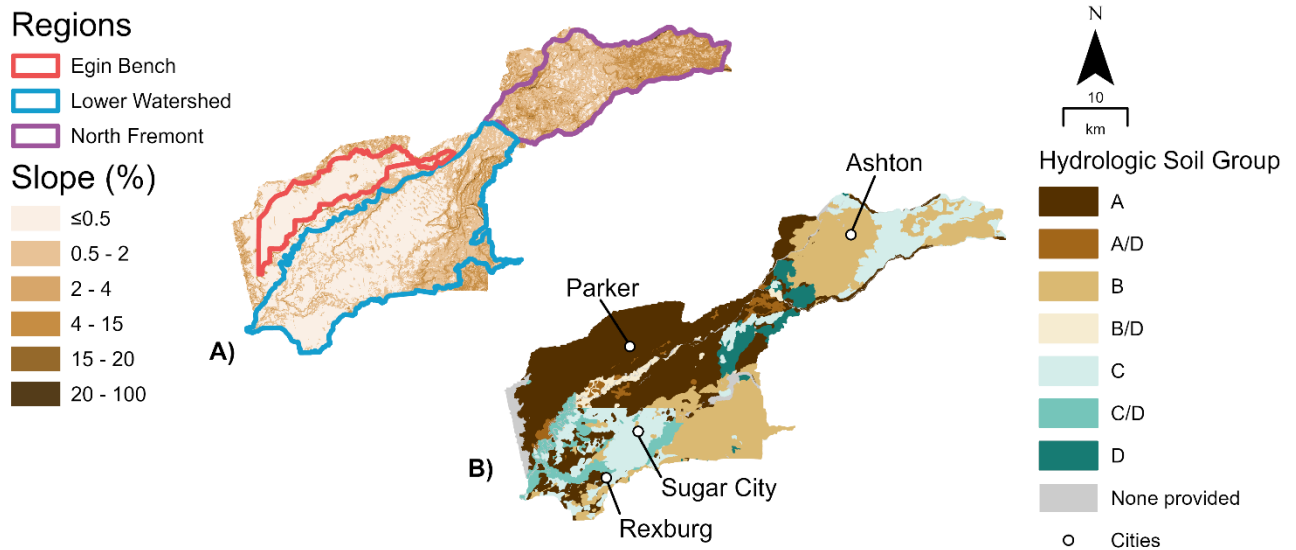 Regions
Egin Bench
Lower Watershed
North Fremont
Slope (%)
≤0.5
0.5 - 2
2 - 4
4 - 15
15 - 20
20 - 100
A)
B)
Parker
Ashton
Sugar City
Rexburg
N
10
km
Hydrologic Soil Group
A
A/D
B
B/D
C
C/D
D
None provided
Cities